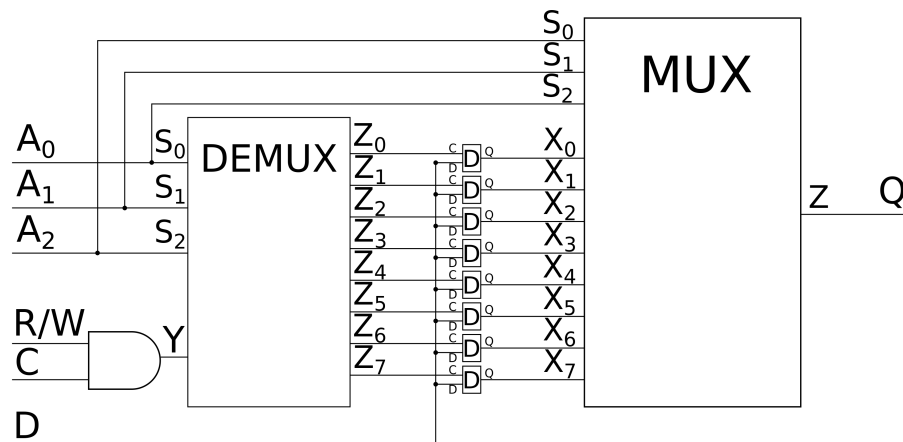 S0
S1
S2
MUX
A0 S0 DEMUX Z0 C D D Q X0
Z1 C D D Q X1
A1 S1 Z2 C D D Q X2
A2 S2 Z3 C D D Q X3
Z4 C D D Q X4
Z Q
Z5 C D D Q X5
R/W Y Z6 C D D Q X6
C Z7 C D D Q X7
D